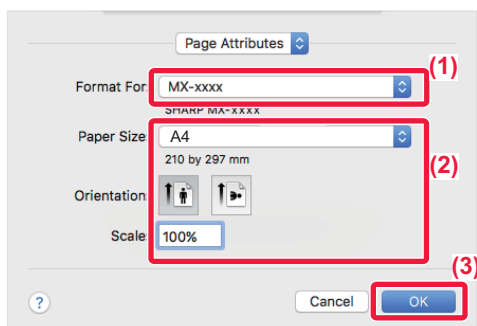 Page Attributes
(1)
Format For: MX-xxxx
SHARP MX-xxxx
Paper Size: A4
210 by 297 mm
(2)
Orientation:
Scale: 100%
(3)
? Cancel OK